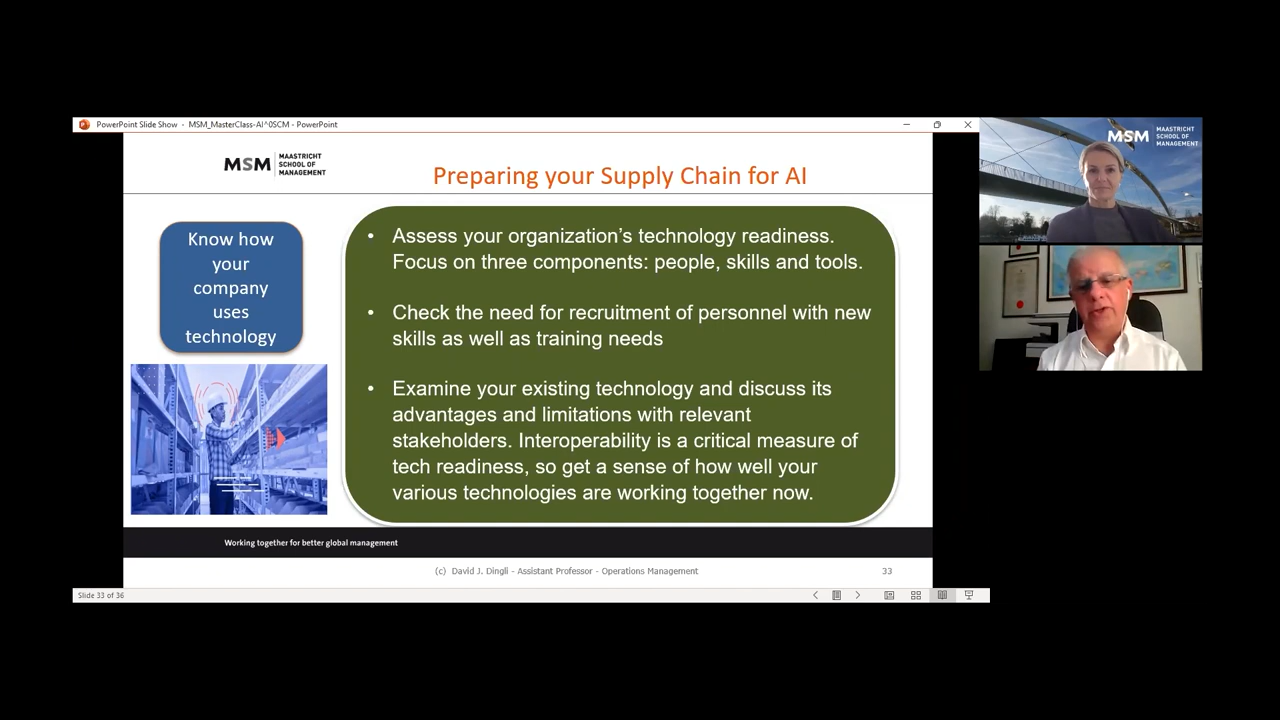 PowerPoint Slide Show - MSM_MasterClass-AI^0SCM - PowerPoint
MSM
MAASTRICHT
SCHOOL OF
MANAGEMENT
Preparing your Supply Chain for AI
Know how
your
company
uses
technology
• Assess your organization's technology readiness.
Focus on three components: people, skills and tools.
• Check the need for recruitment of personnel with new
skills as well as training needs
• Examine your existing technology and discuss its
advantages and limitations with relevant
stakeholders. Interoperability is a critical measure of
tech readiness, so get a sense of how well your
various technologies are working together now.
Working together for better global management
(c) David J. Dingli - Assistant Professor - Operations Management
33
Slide 33 of 36
MSM
MAASTRICHT
SCHOOL OF
MANAGEMENT